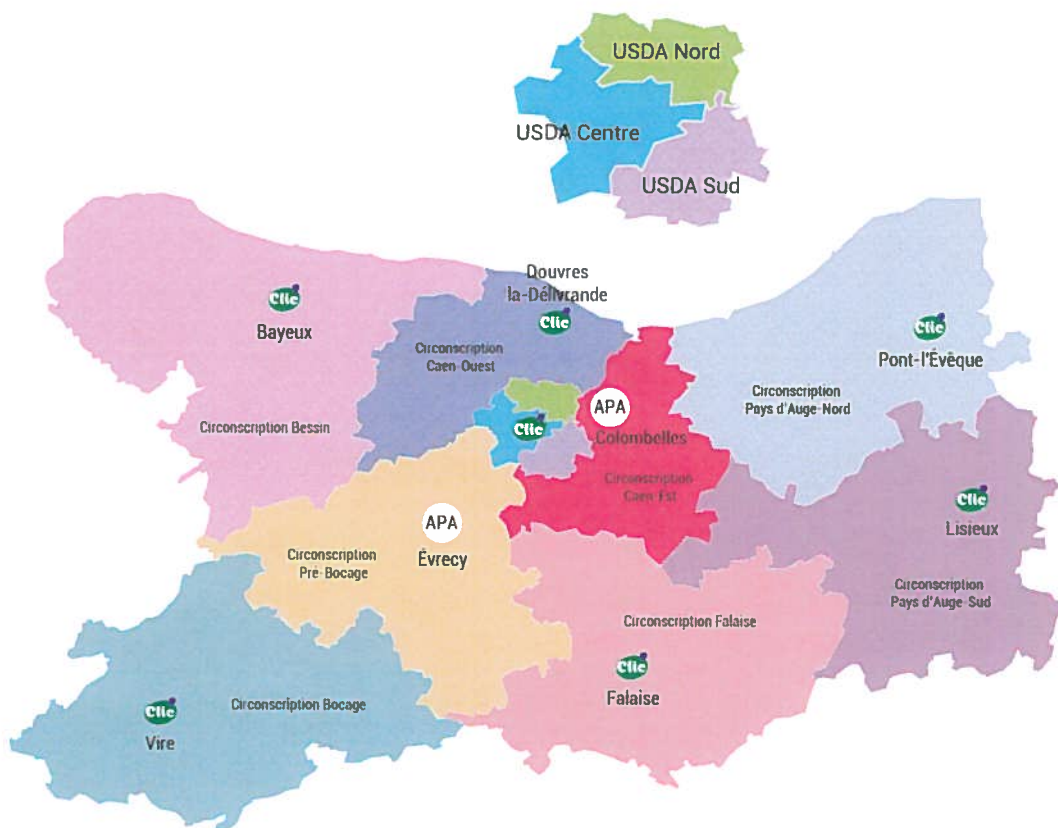 USDA Nord
USDA Centre
USDA Sud
Douvres
la-Délivrande
Clic
Clic
Bayeux
Clic
Pont-l'Évêque
Circonscription
Caen-Ouest
Circonscription
Pays d'Auge-Nord
APA
Colombelles
Clic
Circonscription Bessin
Circonscription
Caen-Est
Clic
Lisieux
APA
Évrecy
Circonscription
Pré-Bocage
Circonscription
Pays d'Auge-Sud
Circonscription Falaise
Clic
Falaise
Circonscription Bocage
Clic
Vire